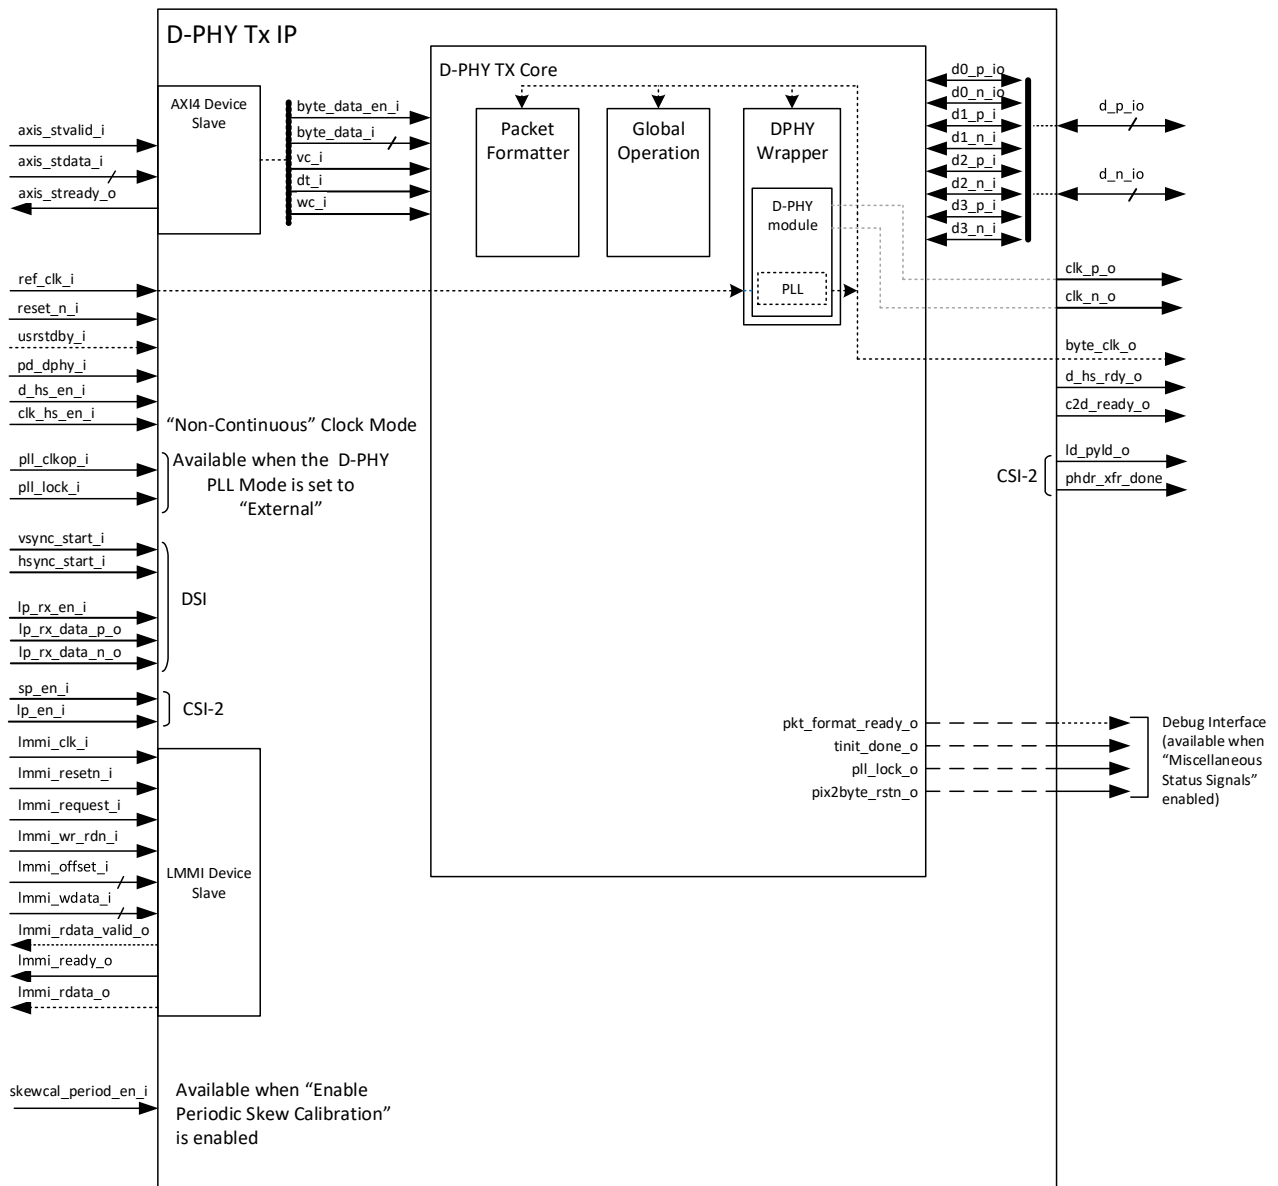 D-PHY Tx IP
D-PHY TX Core
AXI4 Device
Slave
axis_stvalid_i
axis_stdata_i
axis_stready_o
byte_data_en_i
byte_data_i
vc_i
dt_i
wc_i
Packet
Formatter
Global
Operation
DPHY
Wrapper
D-PHY
module
PLL
d0_p_io
d0_n_io
d1_p_i
d1_n_i
d2_p_i
d2_n_i
d3_p_i
d3_n_i
d_p_io
d_n_io
clk_p_o
clk_n_o
byte_clk_o
d_hs_rdy_o
c2d_ready_o
CSI-2
ld_pyld_o
phdr_xfr_done
ref_clk_i
reset_n_i
usrstdby_i
pd_dphy_i
d_hs_en_i
clk_hs_en_i
“Non-Continuous” Clock Mode
pll_clkop_i
pll_lock_i
Available when the D-PHY
PLL Mode is set to
“External”
vsync_start_i
hsync_start_i
lp_rx_en_i
lp_rx_data_p_o
lp_rx_data_n_o
DSI
sp_en_i
lp_en_i
CSI-2
lmmi_clk_i
lmmi_resetn_i
lmmi_request_i
lmmi_wr_rdn_i
lmmi_offset_i
lmmi_wdata_i
lmmi_rdata_valid_o
lmmi_ready_o
lmmi_rdata_o
LMMI Device
Slave
pkt_format_ready_o
tinit_done_o
pll_lock_o
pix2byte_rstn_o
Debug Interface
(available when
“Miscellaneous
Status Signals”
enabled)
skewcal_period_en_i
Available when “Enable
Periodic Skew Calibration”
is enabled